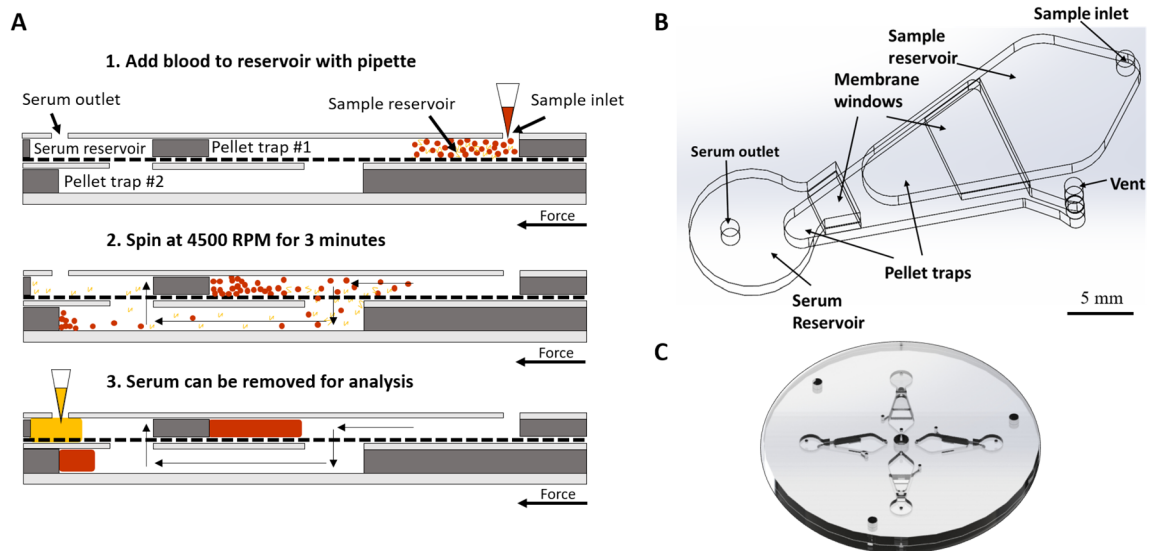 A
1. Add blood to reservoir with pipette
Serum outlet
Sample reservoir
Sample inlet
Serum reservoir
Pellet trap #1
Pellet trap #2
Force
2. Spin at 4500 RPM for 3 minutes
Force
3. Serum can be removed for analysis
Force
B
Sample inlet
Sample
reservoir
Membrane
windows
Serum outlet
Vent
Pellet traps
Serum
Reservoir
5 mm
C